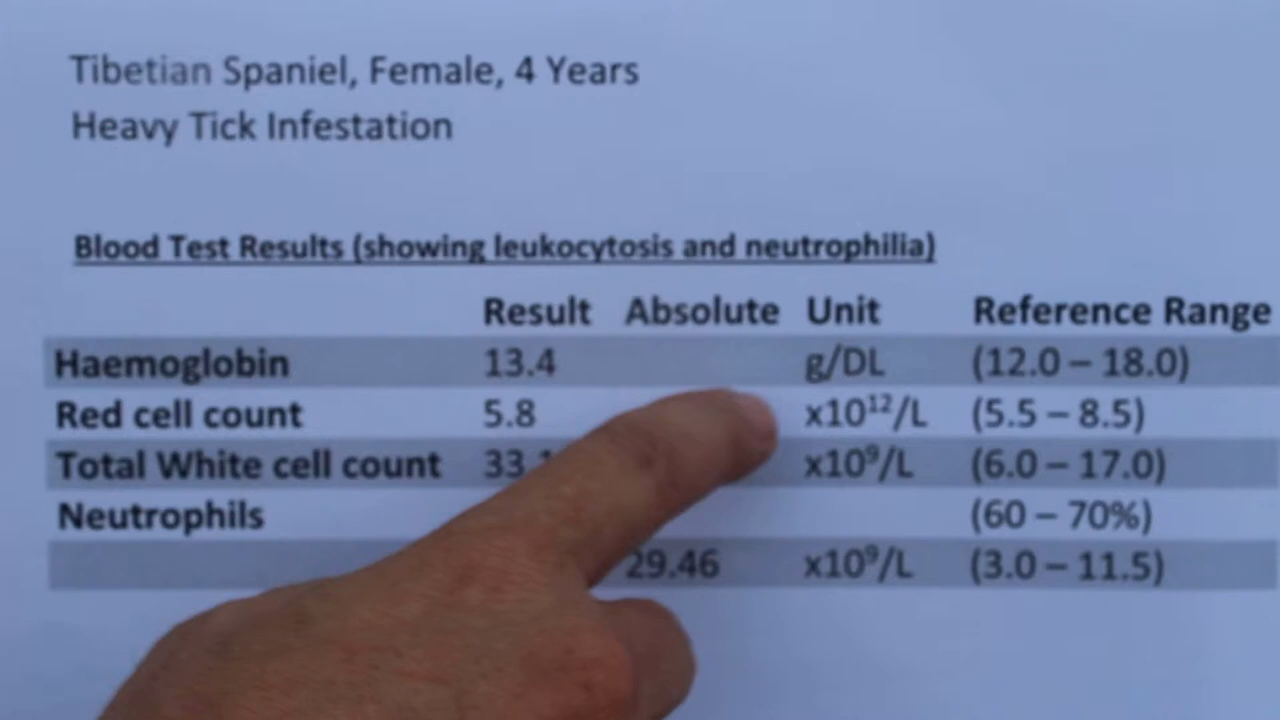 Tibetian Spaniel, Female, 4 Years
Heavy Tick Infestation
Blood Test Results (showing leukocytosis and neutrophilia)
Result Absolute Unit Reference Range
Haemoglobin 13.4 g/DL (12.0 – 18.0)
Red cell count 5.8 x10¹²/L (5.5 – 8.5)
Total White cell count x10⁹/L (6.0 – 17.0)
Neutrophils (60 – 70%)
29.46 x10⁹/L (3.0 – 11.5)